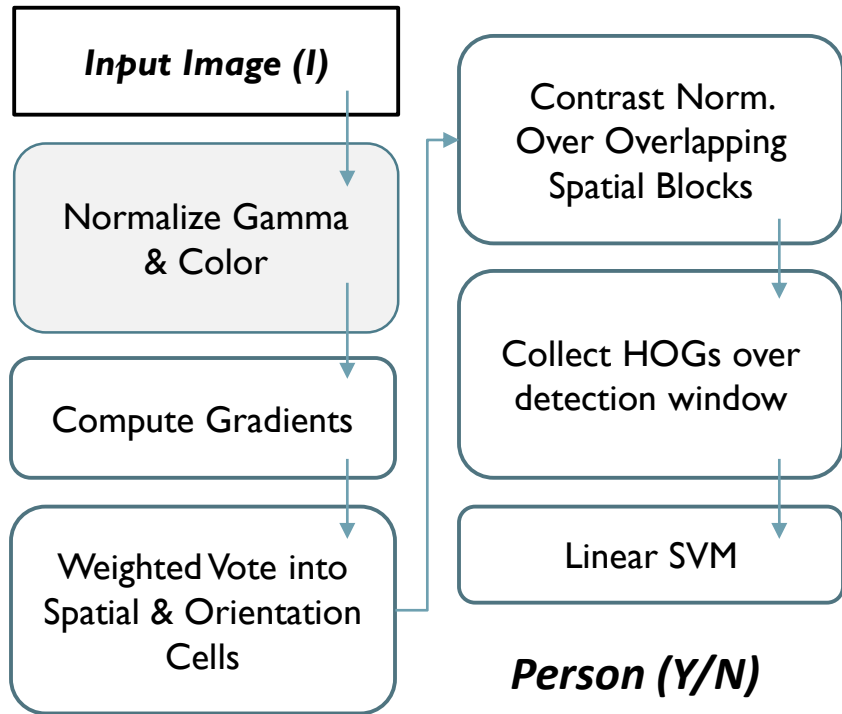 Input Image (I)
Normalize Gamma
& Color
Compute Gradients
Weighted Vote into
Spatial & Orientation
Cells
Contrast Norm.
Over Overlapping
Spatial Blocks
Collect HOGs over
detection window
Linear SVM
Person (Y/N)